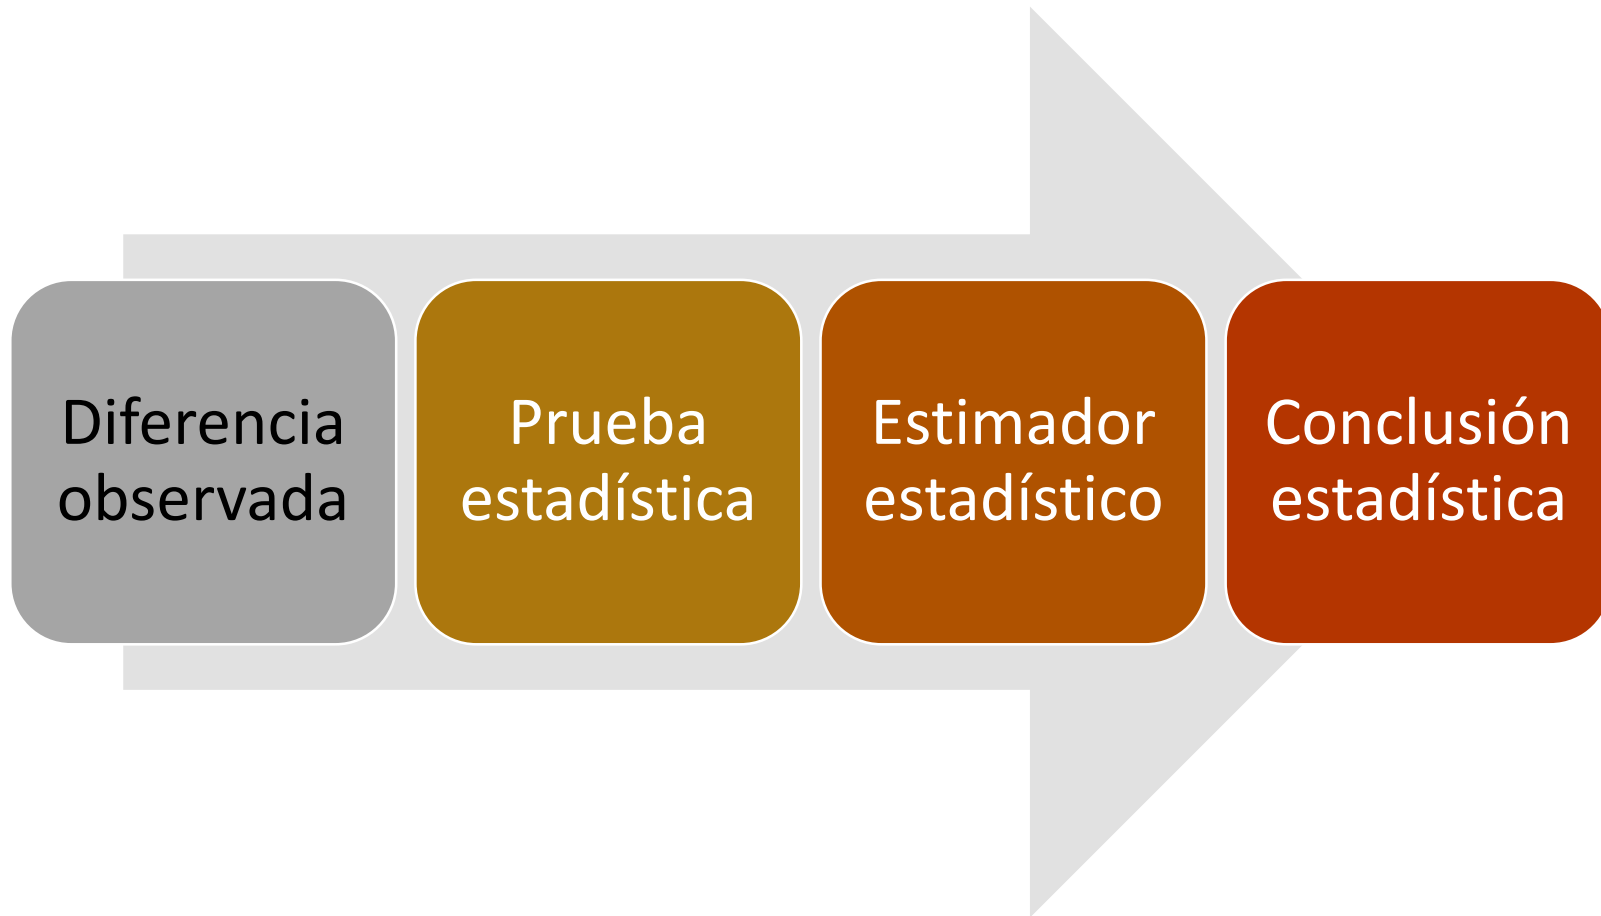 Diferencia
observada
Prueba
estadística
Estimador
estadístico
Conclusión
estadística